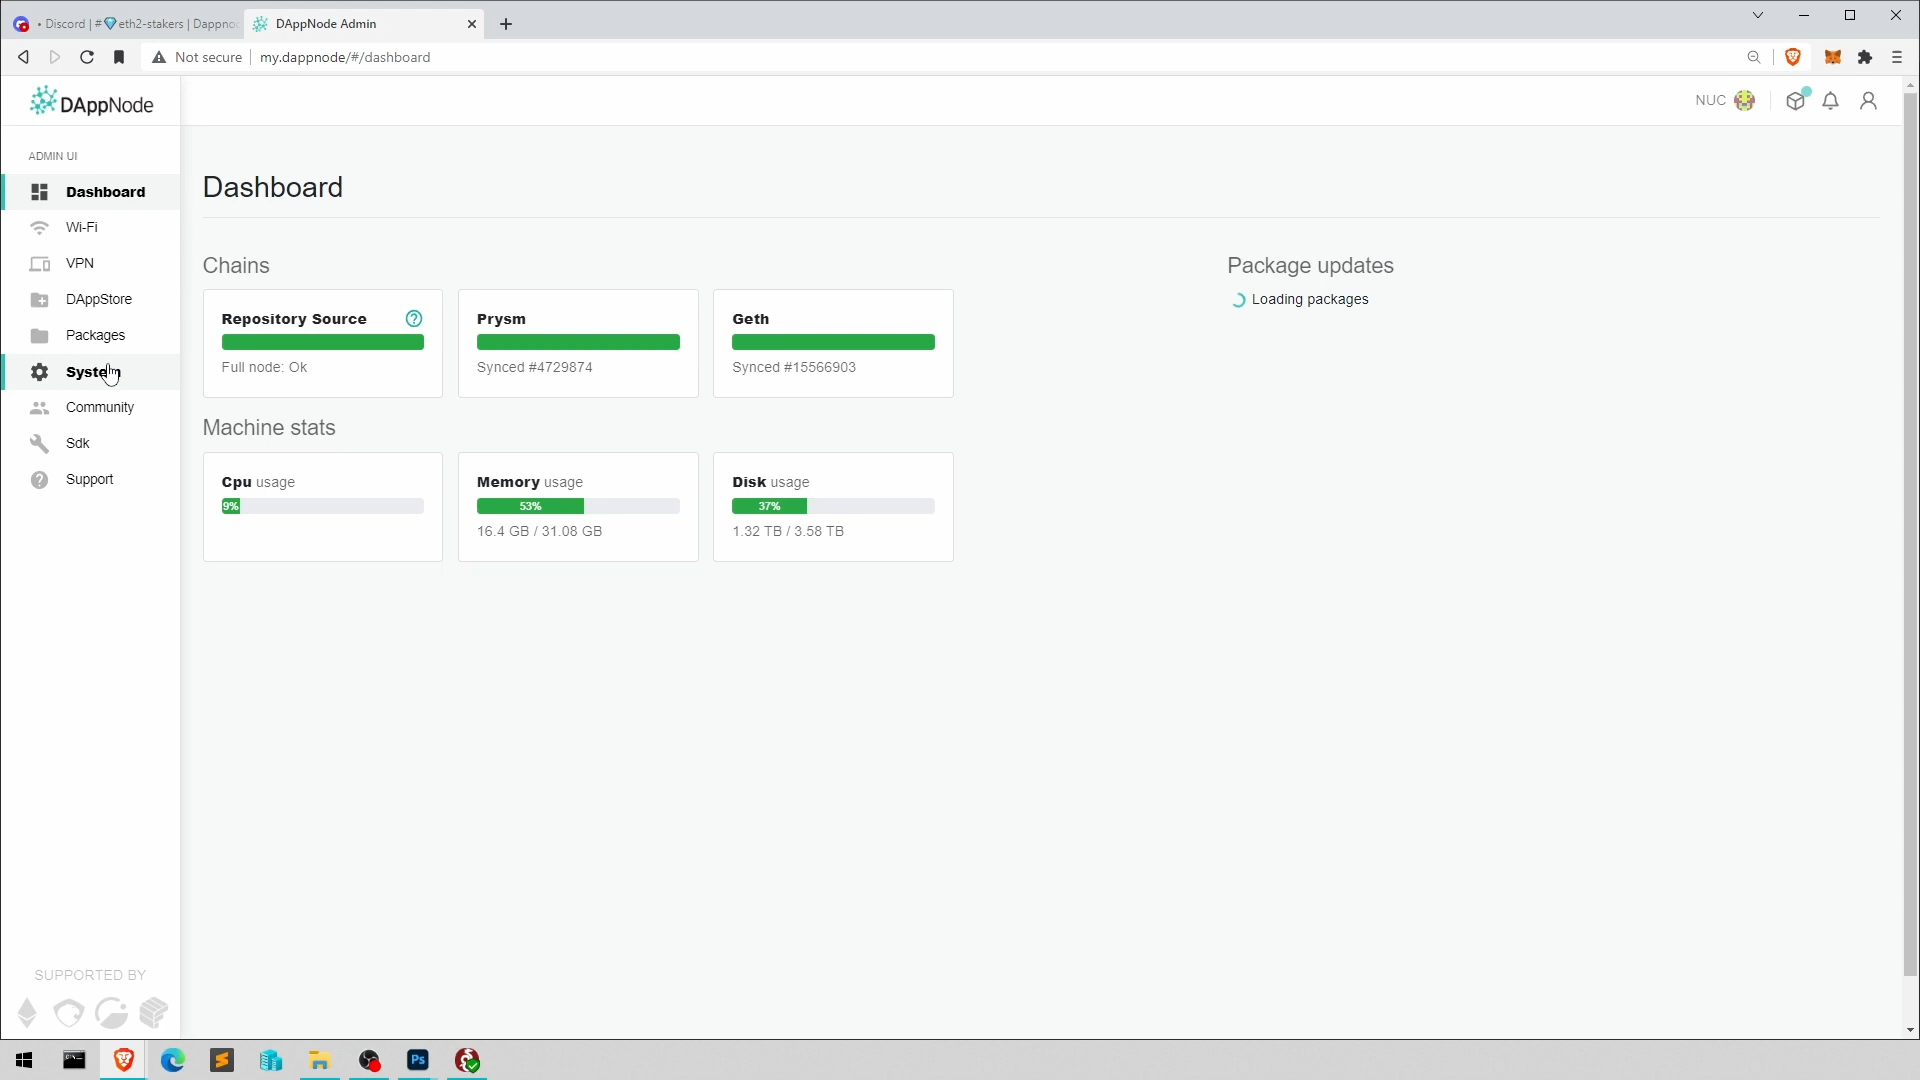 • Discord | # eth2-stakers | Dappno
DAppNode Admin
Not secure
my.dappnode/#/dashboard
DAppNode
NUC
ADMIN UI
Dashboard
Wi-Fi
VPN
DAppStore
Packages
System
Community
Sdk
Support
SUPPORTED BY
Dashboard
Chains
Repository Source
Full node: Ok
Prysm
Synced #4729874
Geth
Synced #15566903
Machine stats
Cpu usage
9%
Memory usage
53%
16.4 GB / 31.08 GB
Disk usage
37%
1.32 TB / 3.58 TB
Package updates
Loading packages
Ps